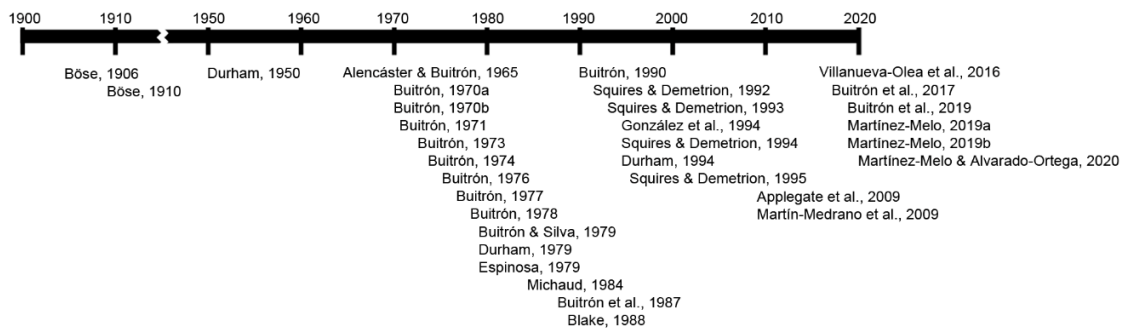 1900 1910 1950 1960 1970 1980 1990 2000 2010 2020
Böse, 1906
Böse, 1910
Durham, 1950
Alencáster & Buitrón, 1965
Buitrón, 1970a
Buitrón, 1970b
Buitrón, 1971
Buitrón, 1973
Buitrón, 1974
Buitrón, 1976
Buitrón, 1977
Buitrón, 1978
Buitrón & Silva, 1979
Durham, 1979
Espinosa, 1979
Michaud, 1984
Buitrón et al., 1987
Blake, 1988
Buitrón, 1990
Squires & Demetrion, 1992
Squires & Demetrion, 1993
González et al., 1994
Squires & Demetrion, 1994
Durham, 1994
Squires & Demetrion, 1995
Applegate et al., 2009
Martín-Medrano et al., 2009
Villanueva-Olea et al., 2016
Buitrón et al., 2017
Buitrón et al., 2019
Martínez-Melo, 2019a
Martínez-Melo, 2019b
Martínez-Melo & Alvarado-Ortega, 2020